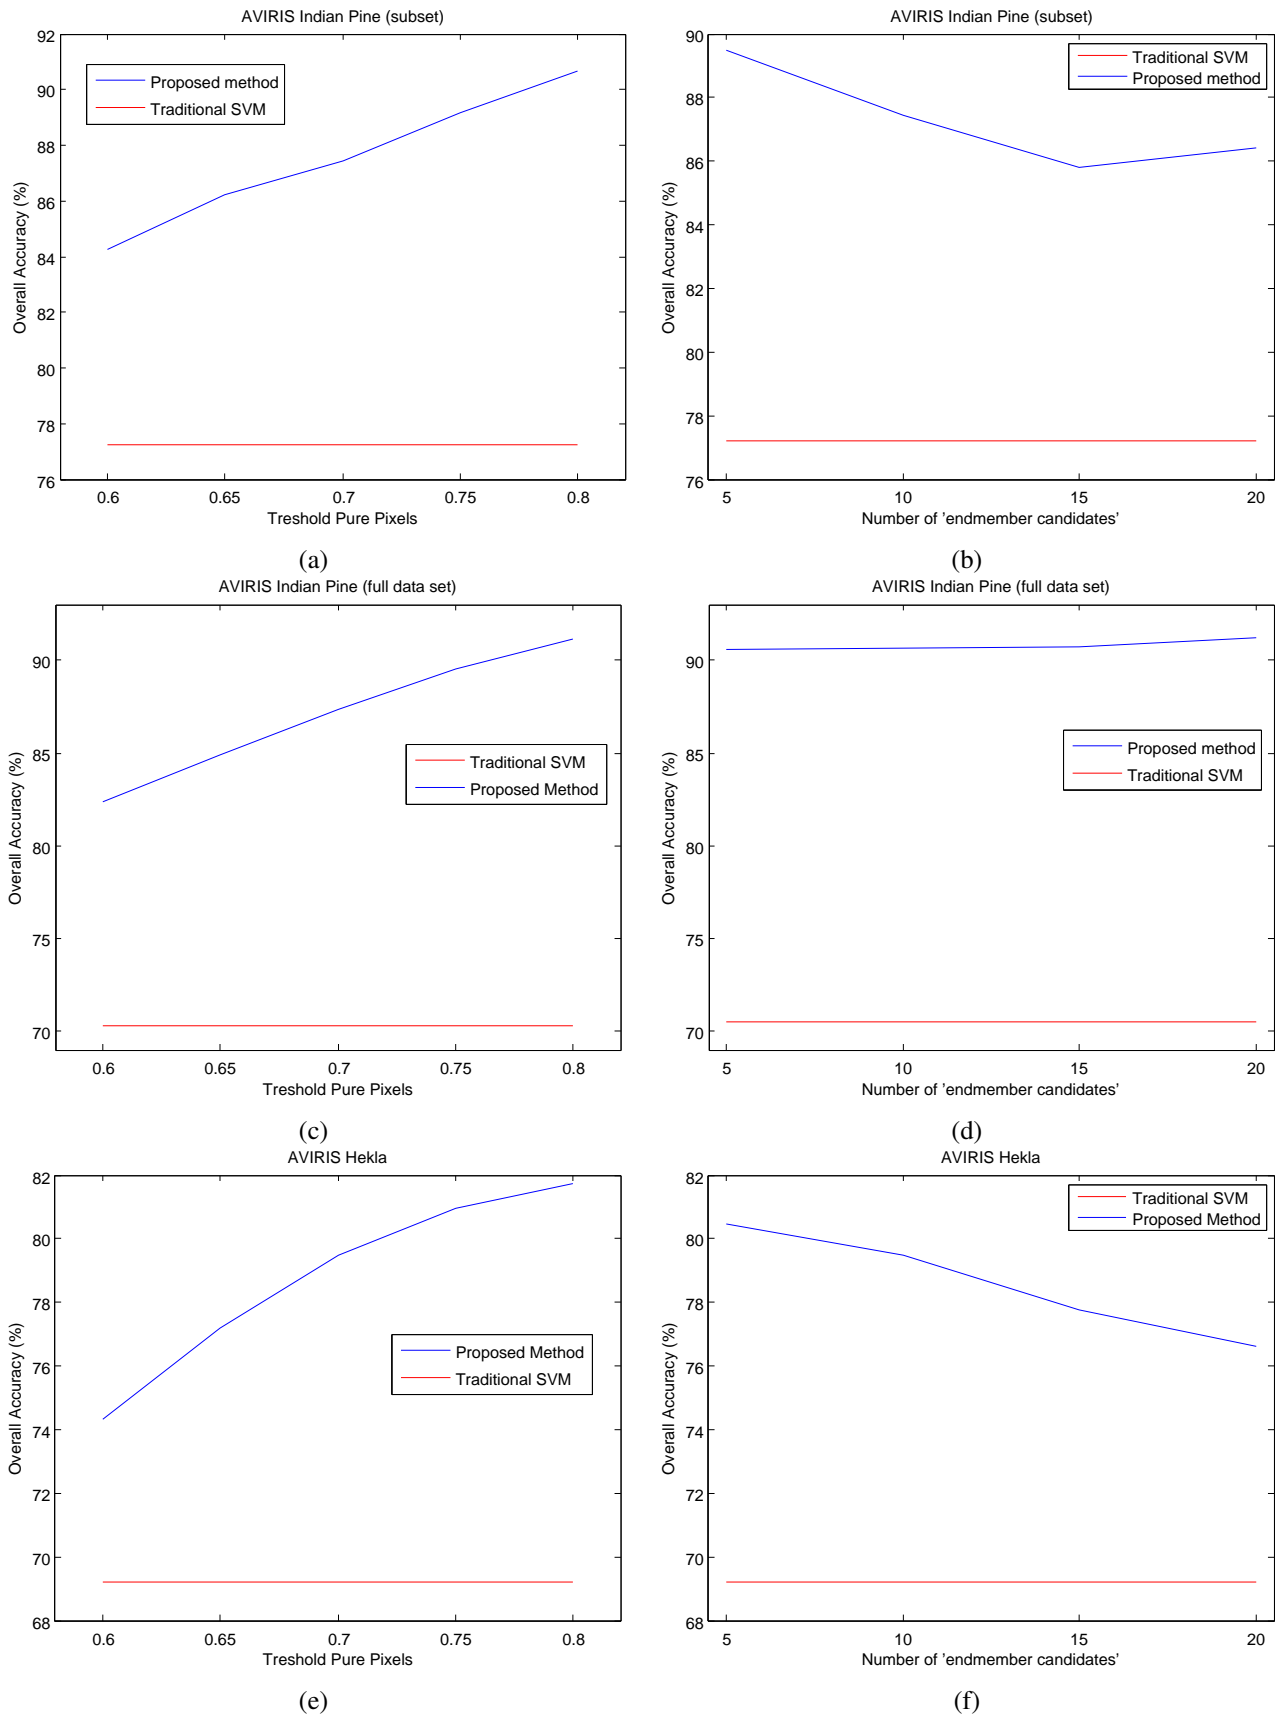 AVIRIS Indian Pine (subset)
92
90
88
86
84
82
80
78
76
Overall Accuracy (%)
Proposed method
Traditional SVM
0.6 0.65 0.7 0.75 0.8
Treshold Pure Pixels
(a)
AVIRIS Indian Pine (subset)
90
88
86
84
82
80
78
76
Overall Accuracy (%)
Traditional SVM
Proposed method
5 10 15 20
Number of 'endmember candidates'
(b)
AVIRIS Indian Pine (full data set)
90
85
80
75
70
Overall Accuracy (%)
Traditional SVM
Proposed Method
0.6 0.65 0.7 0.75 0.8
Treshold Pure Pixels
(c)
AVIRIS Indian Pine (full data set)
90
85
80
75
70
Overall Accuracy (%)
Proposed method
Traditional SVM
5 10 15 20
Number of 'endmember candidates'
(d)
AVIRIS Hekla
82
80
78
76
74
72
70
68
Overall Accuracy (%)
Proposed Method
Traditional SVM
0.6 0.65 0.7 0.75 0.8
Treshold Pure Pixels
(e)
AVIRIS Hekla
82
80
78
76
74
72
70
68
Overall Accuracy (%)
Traditional SVM
Proposed Method
5 10 15 20
Number of 'endmember candidates'
(f)